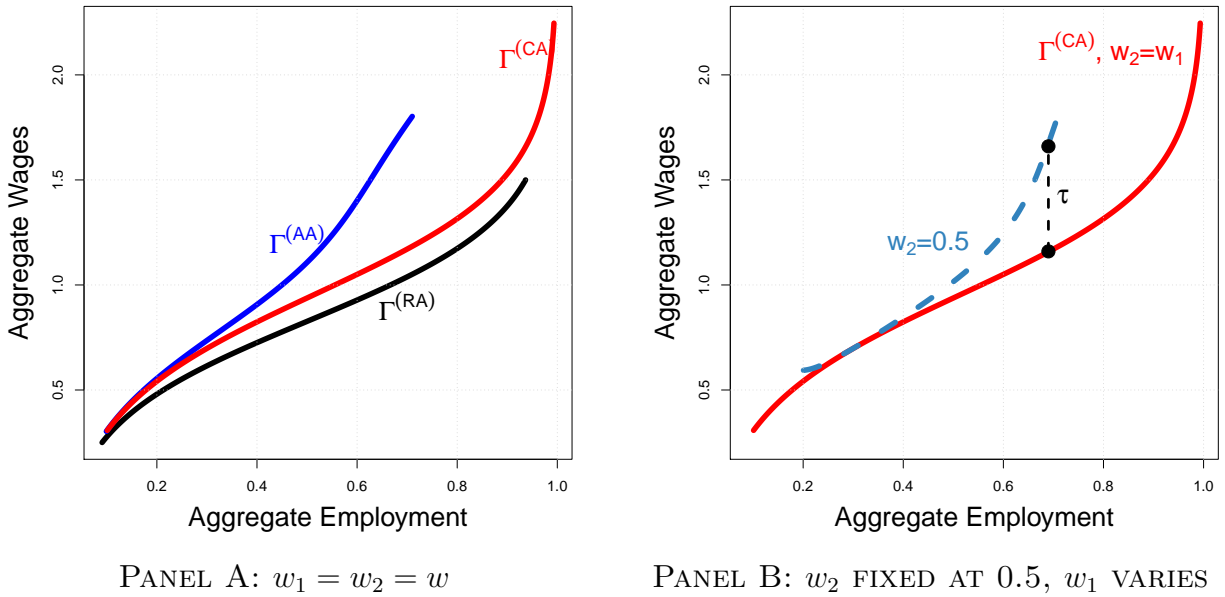 Γ(CA)
Γ(AA)
Γ(RA)
0.5
1.0
1.5
2.0
Aggregate Wages
0.2
0.4
0.6
0.8
1.0
Aggregate Employment
PANEL A: w1 = w2 = w
Γ(CA), w2=w1
w2=0.5
τ
0.5
1.0
1.5
2.0
Aggregate Wages
0.2
0.4
0.6
0.8
1.0
Aggregate Employment
PANEL B: w2 FIXED AT 0.5, w1 VARIES